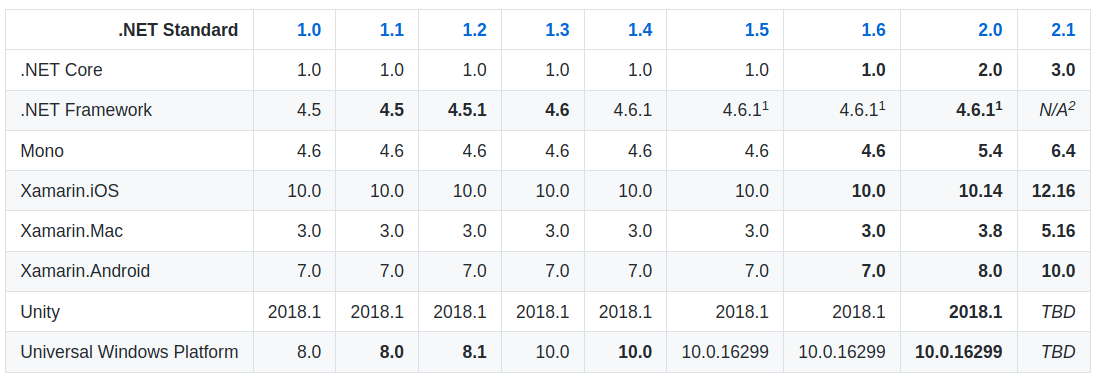 .NET Standard 1.0 1.1 1.2 1.3 1.4 1.5 1.6 2.0 2.1
.NET Core 1.0 1.0 1.0 1.0 1.0 1.0 1.0 2.0 3.0
.NET Framework 4.5 4.5 4.5.1 4.6 4.6.1 4.6.1¹ 4.6.1¹ 4.6.1¹ N/A²
Mono 4.6 4.6 4.6 4.6 4.6 4.6 4.6 5.4 6.4
Xamarin.iOS 10.0 10.0 10.0 10.0 10.0 10.0 10.0 10.14 12.16
Xamarin.Mac 3.0 3.0 3.0 3.0 3.0 3.0 3.0 3.8 5.16
Xamarin.Android 7.0 7.0 7.0 7.0 7.0 7.0 7.0 8.0 10.0
Unity 2018.1 2018.1 2018.1 2018.1 2018.1 2018.1 2018.1 2018.1 TBD
Universal Windows Platform 8.0 8.0 8.1 10.0 10.0 10.0.16299 10.0.16299 10.0.16299 TBD